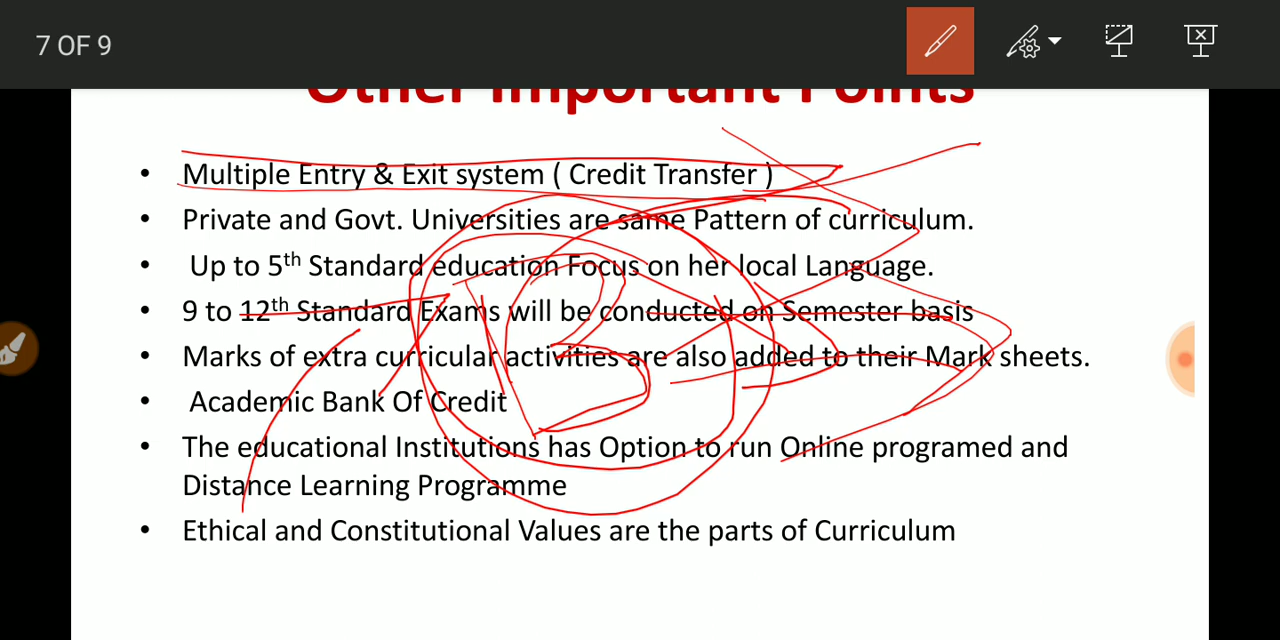 7 OF 9
Other Important Points
• Multiple Entry & Exit system ( Credit Transfer )
• Private and Govt. Universities are same Pattern of curriculum.
• Up to 5th Standard education Focus on her local Language.
• 9 to 12th Standard Exams will be conducted on Semester basis
• Marks of extra curricular activities are also added to their Mark sheets.
• Academic Bank Of Credit
• The educational Institutions has Option to run Online programed and
Distance Learning Programme
• Ethical and Constitutional Values are the parts of Curriculum
B